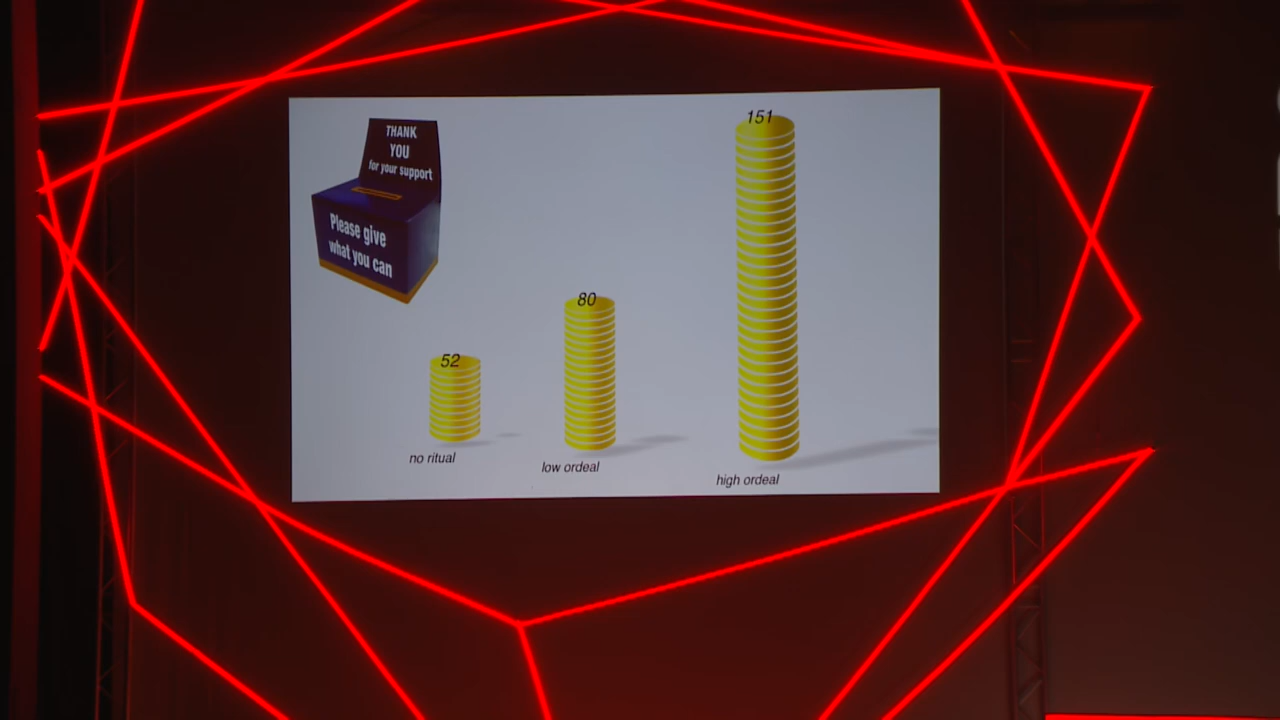 THANK
YOU
for your support
Please give
what you can
151
80
52
no ritual
low ordeal
high ordeal